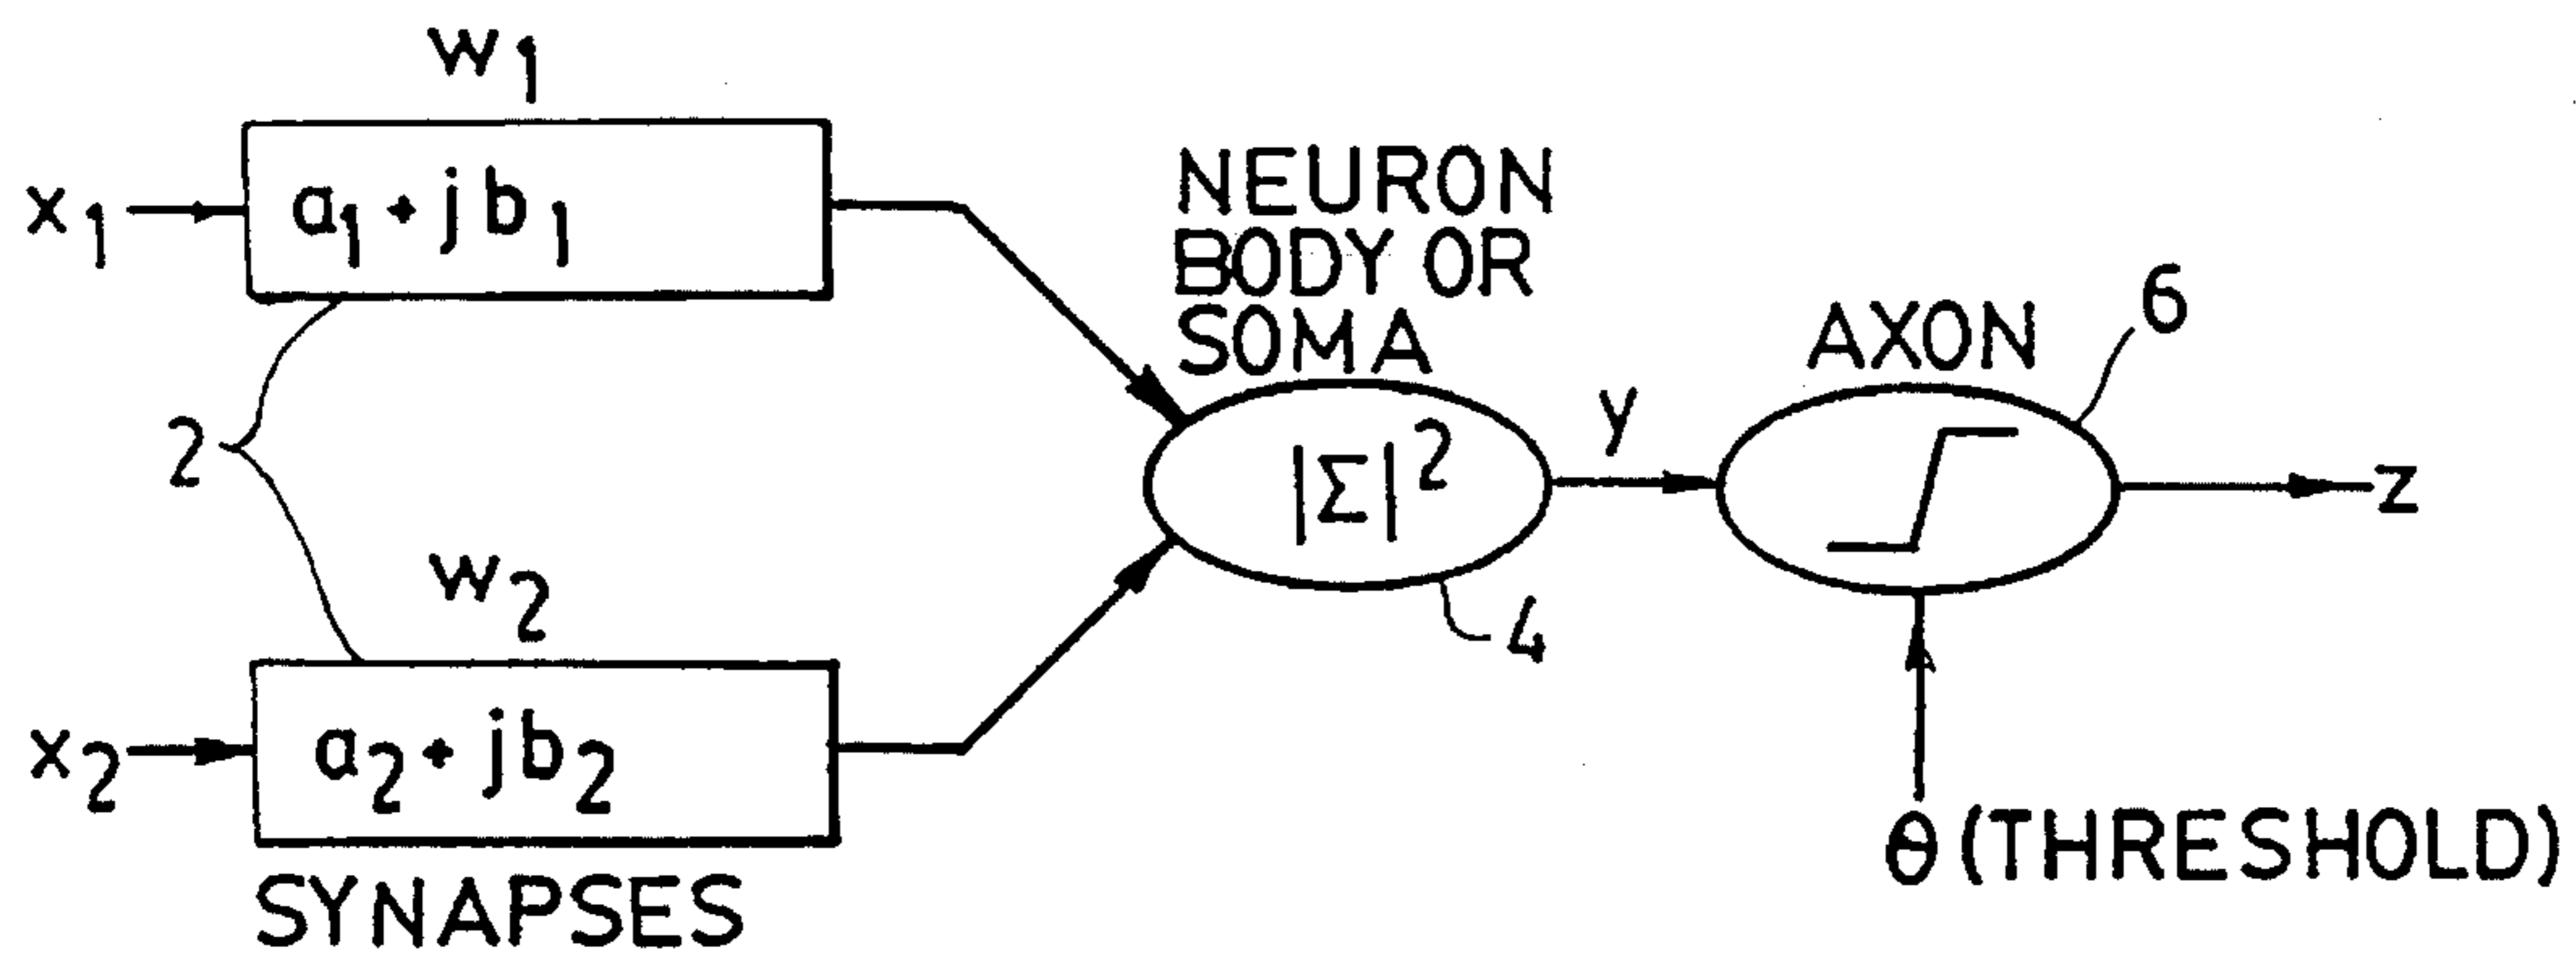 w1
x1
a1 + jb1
NEURON
BODY OR
SOMA
AXON
6
2
|Σ|2
y
z
w2
4
x2
a2 + jb2
θ (THRESHOLD)
SYNAPSES